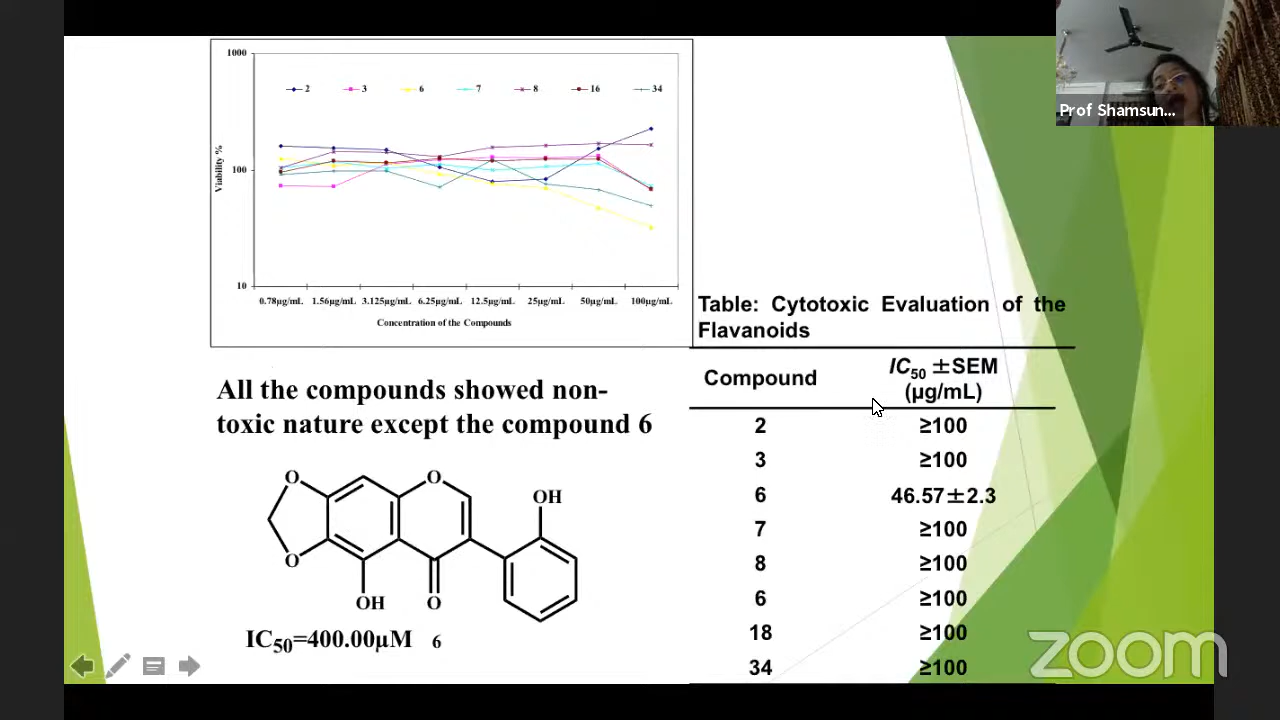 1000
2 3 6 7 8 16 34
Viability %
100
10
0.78µg/mL 1.56µg/mL 3.125µg/mL 6.25µg/mL 12.5µg/mL 25µg/mL 50µg/mL 100µg/mL
Concentration of the Compounds
Prof Shamsun...
Table: Cytotoxic Evaluation of the
Flavanoids
Compound IC50 ±SEM
(µg/mL)
2 ≥100
3 ≥100
6 46.57±2.3
7 ≥100
8 ≥100
6 ≥100
18 ≥100
34 ≥100
All the compounds showed non-
toxic nature except the compound 6
O O OH
O
OH O
IC50=400.00µM 6
zoom